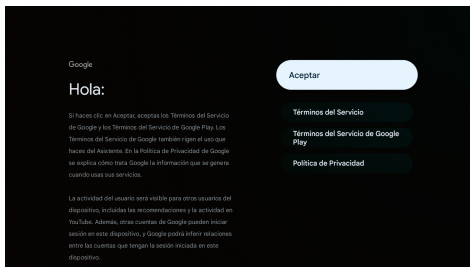 Google
Hola:
Si haces clic en Aceptar, aceptas los Términos del Servicio
de Google y los Términos del Servicio de Google Play. Los
Términos del Servicio de Google también rigen el uso que
haces del Asistente. En la Política de Privacidad de Google
se explica cómo trata Google la información que se genera
cuando usas sus servicios.
La actividad del usuario será visible para otros usuarios del
dispositivo, incluidas las recomendaciones y la actividad en
YouTube. Además, otras cuentas de Google pueden iniciar
sesión en este dispositivo, y Google podrá inferir relaciones
entre las cuentas que tengan la sesión iniciada en este
dispositivo.
Aceptar
Términos del Servicio
Términos del Servicio de Google
Play
Política de Privacidad